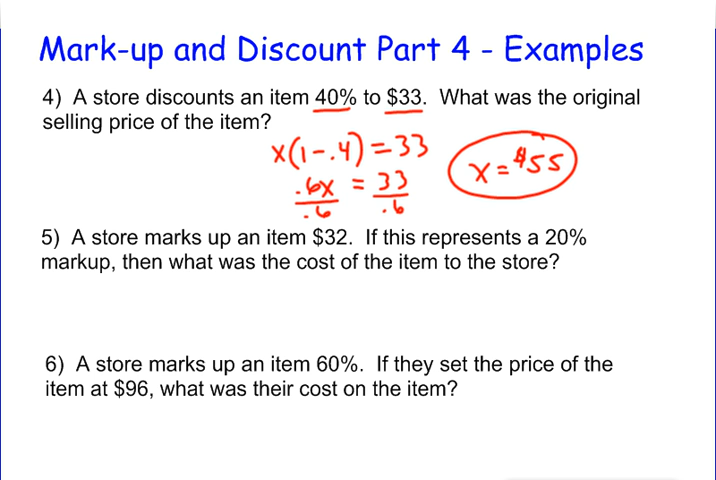 Mark-up and Discount Part 4 - Examples
4) A store discounts an item 40% to $33. What was the original
selling price of the item?
x(1-.4)=33
.6x = 33
.6 .6
x=$55
5) A store marks up an item $32. If this represents a 20%
markup, then what was the cost of the item to the store?
6) A store marks up an item 60%. If they set the price of the
item at $96, what was their cost on the item?